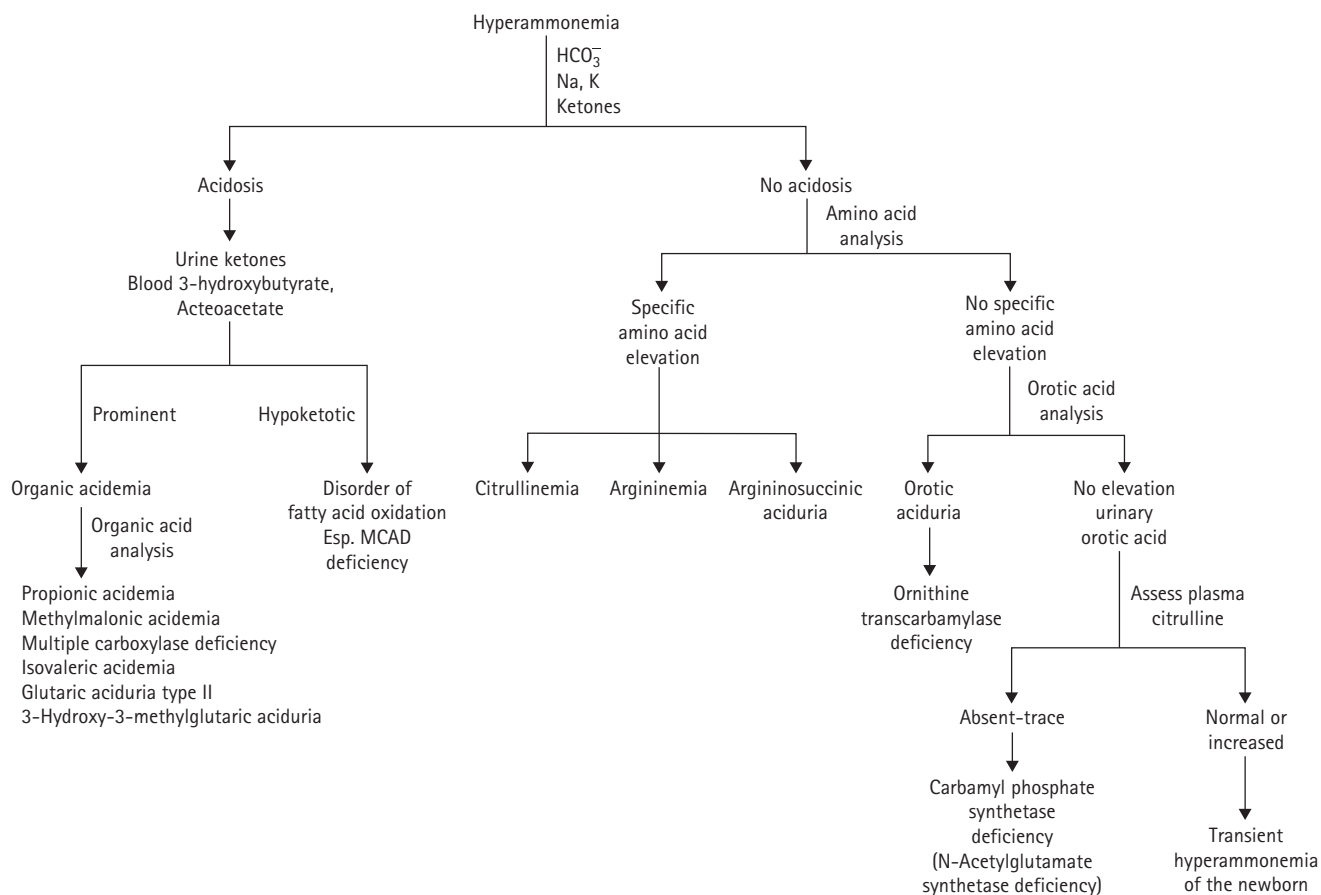 Hyperammonemia
HCO3−
Na, K
Ketones
Acidosis
No acidosis
Amino acid
analysis
Urine ketones
Blood 3-hydroxybutyrate,
Acteoacetate
Specific
amino acid
elevation
No specific
amino acid
elevation
Prominent
Hypoketotic
Orotic acid
analysis
Organic acidemia
Disorder of
fatty acid oxidation
Esp. MCAD
deficiency
Citrullinemia
Argininemia
Argininosuccinic
aciduria
Orotic
aciduria
No elevation
urinary
orotic acid
Organic acid
analysis
Propionic acidemia
Methylmalonic acidemia
Multiple carboxylase deficiency
Isovaleric acidemia
Glutaric aciduria type II
3-Hydroxy-3-methylglutaric aciduria
Ornithine
transcarbamylase
deficiency
Assess plasma
citrulline
Absent-trace
Normal or
increased
Carbamyl phosphate
synthetase
deficiency
(N-Acetylglutamate
synthetase deficiency)
Transient
hyperammonemia
of the newborn